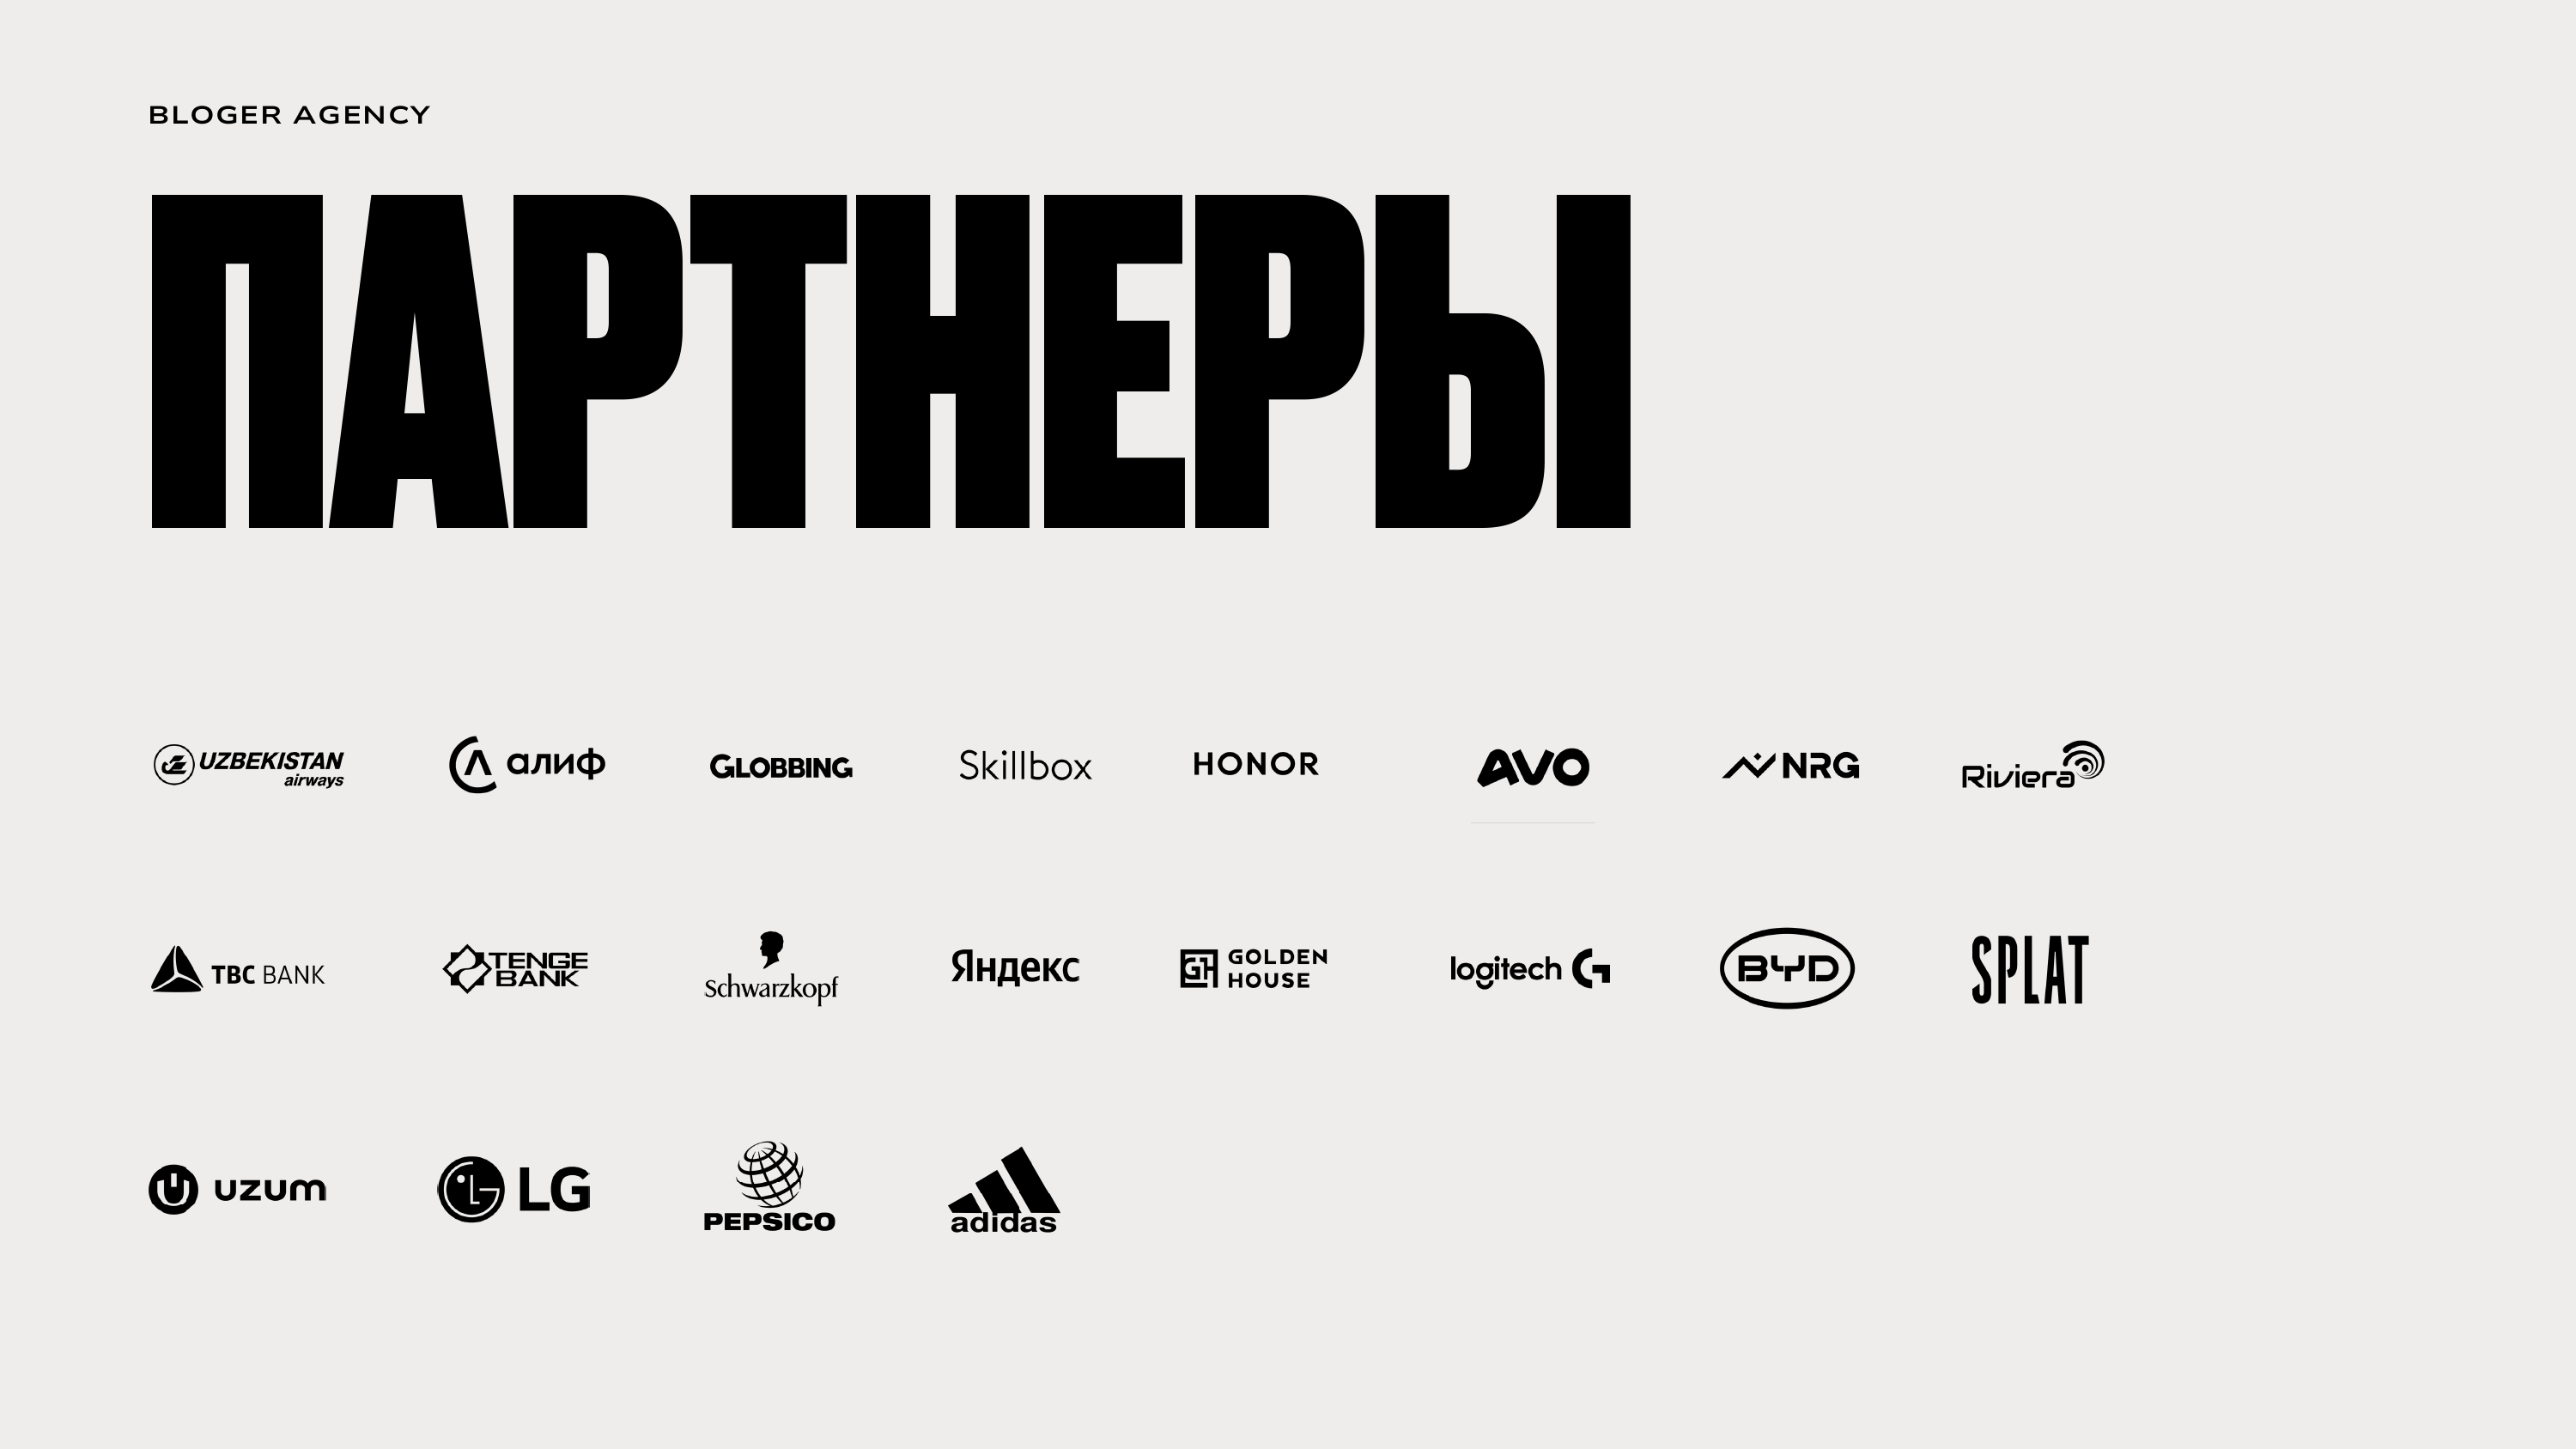 BLOGER AGENCY
ПАРТНЕРЫ
UZBEKISTAN
airways
алиф
GLOBBING
Skillbox
HONOR
AVO
NRG
Riviera
TBC BANK
TENGE
BANK
Schwarzkopf
Яндекс
GH
GOLDEN
HOUSE
logitech G
BYD
SPLAT
uzum
LG
PEPSICO
adidas